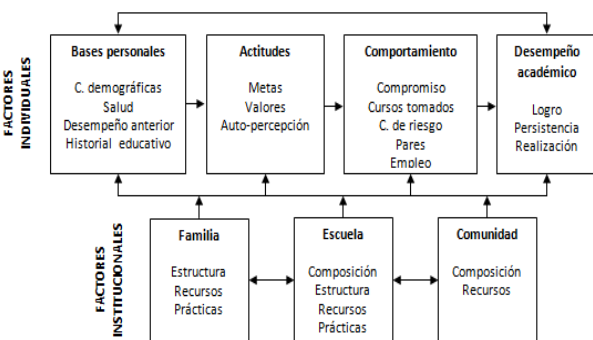 FACTORES
INDIVIDUALES
Bases personales
C. demográficas
Salud
Desempeño anterior
Historial educativo
Actitudes
Metas
Valores
Auto-percepción
Comportamiento
Compromiso
Cursos tomados
C. de riesgo
Pares
Empleo
Desempeño
académico
Logro
Persistencia
Realización
FACTORES
INSTITUCIONALES
Familia
Estructura
Recursos
Prácticas
Escuela
Composición
Estructura
Recursos
Prácticas
Comunidad
Composición
Recursos